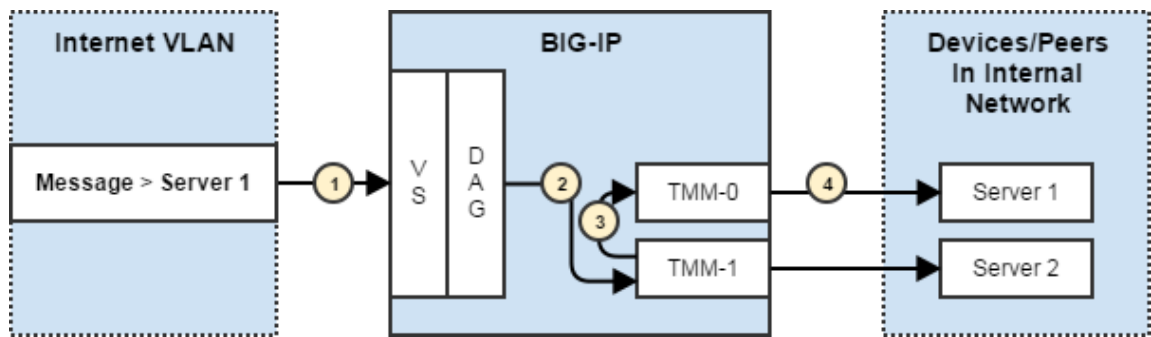 Internet VLAN
Message > Server 1
1
BIG-IP
V
S
D
A
G
2
3
TMM-0
TMM-1
4
Devices/Peers
In Internal
Network
Server 1
Server 2